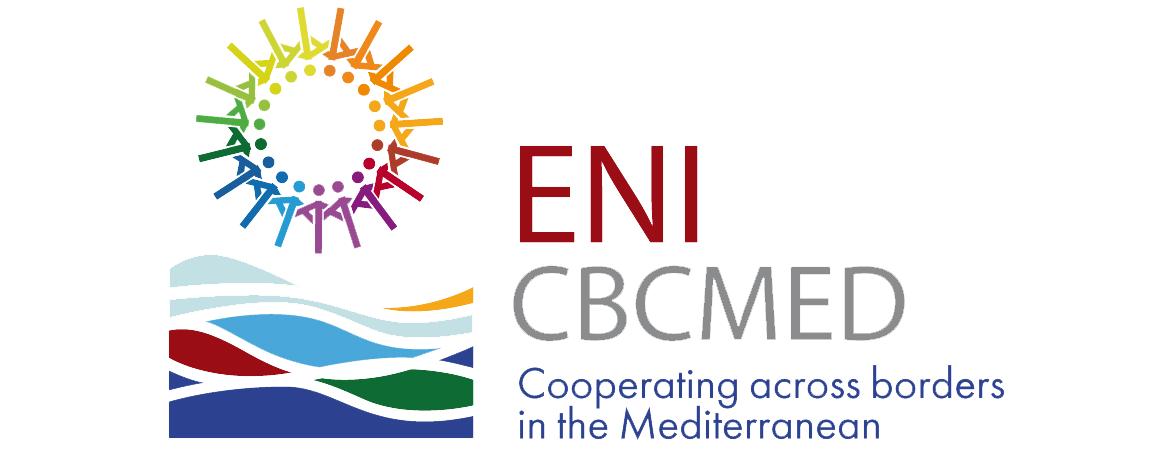 ENI
CBCMED
Cooperating across borders
in the Mediterranean